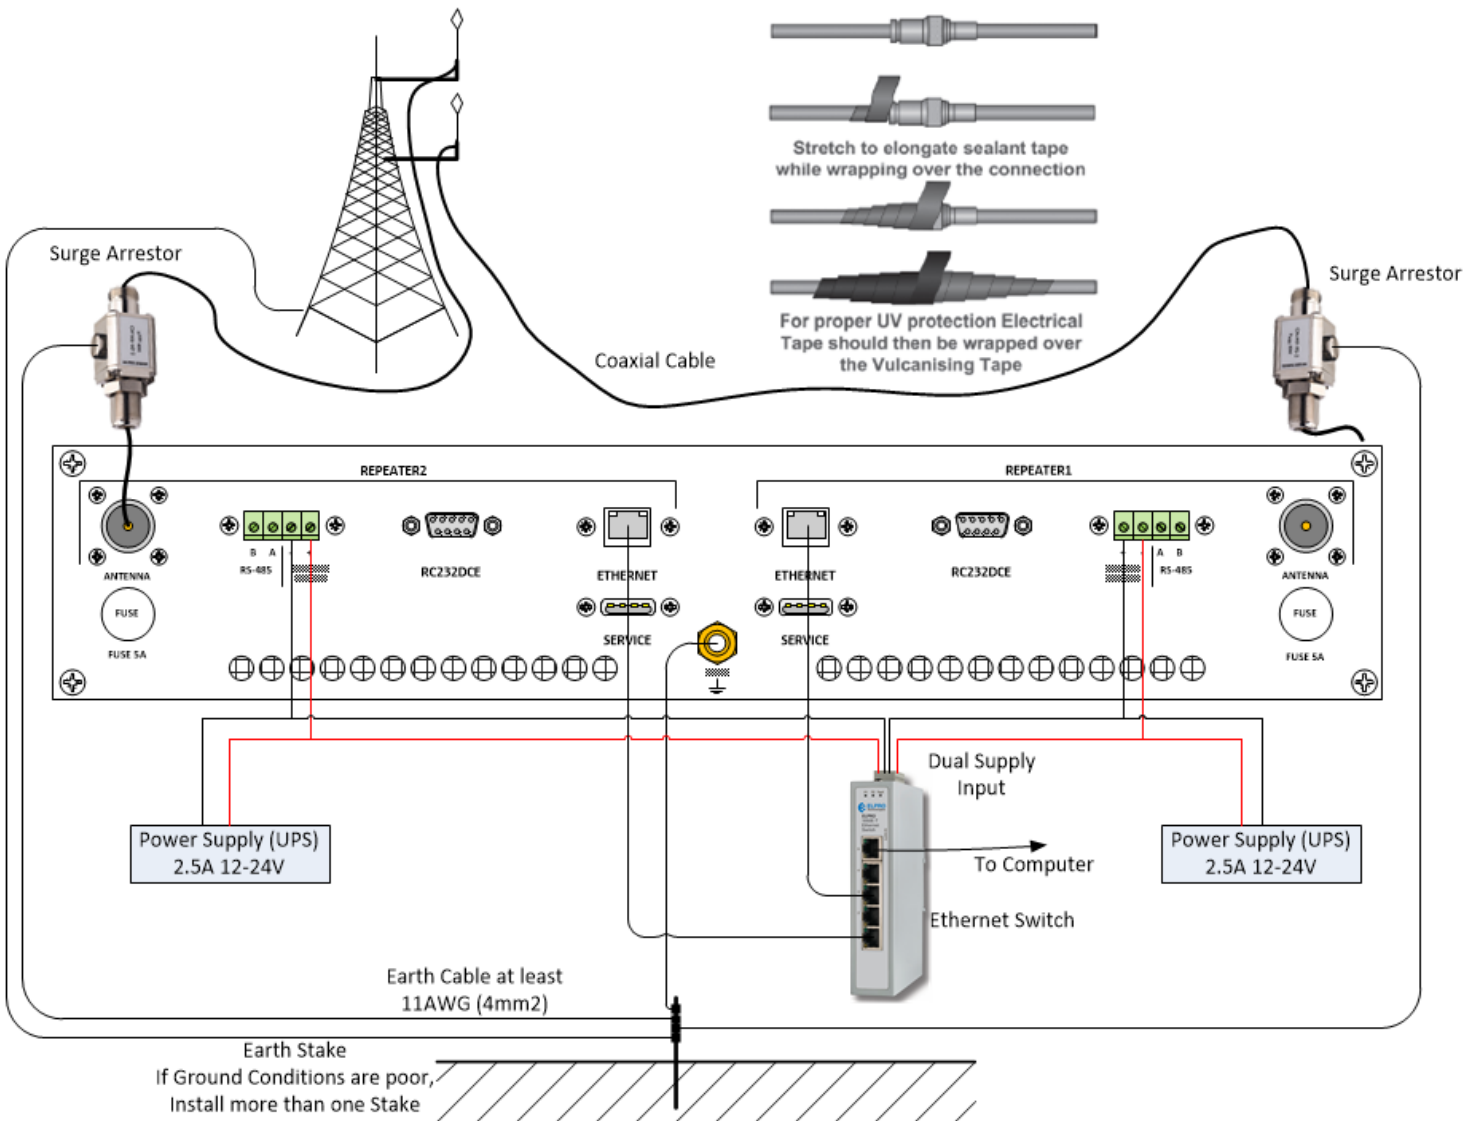 Stretch to elongate sealant tape
while wrapping over the connection
Surge Arrestor
Surge Arrestor
For proper UV protection Electrical
Tape should then be wrapped over
the Vulcanising Tape
Coaxial Cable
REPEATER2
REPEATER1
B A - +
RS-485
RC232DCE
ETHERNET
ETHERNET
RC232DCE
A B
RS-485
ANTENNA
ANTENNA
FUSE
FUSE
FUSE 5A
FUSE 5A
SERVICE
SERVICE
Dual Supply
Input
Power Supply (UPS)
2.5A 12-24V
Power Supply (UPS)
2.5A 12-24V
ELPRO
To Computer
Ethernet Switch
Earth Cable at least
11AWG (4mm2)
Earth Stake
If Ground Conditions are poor,
Install more than one Stake